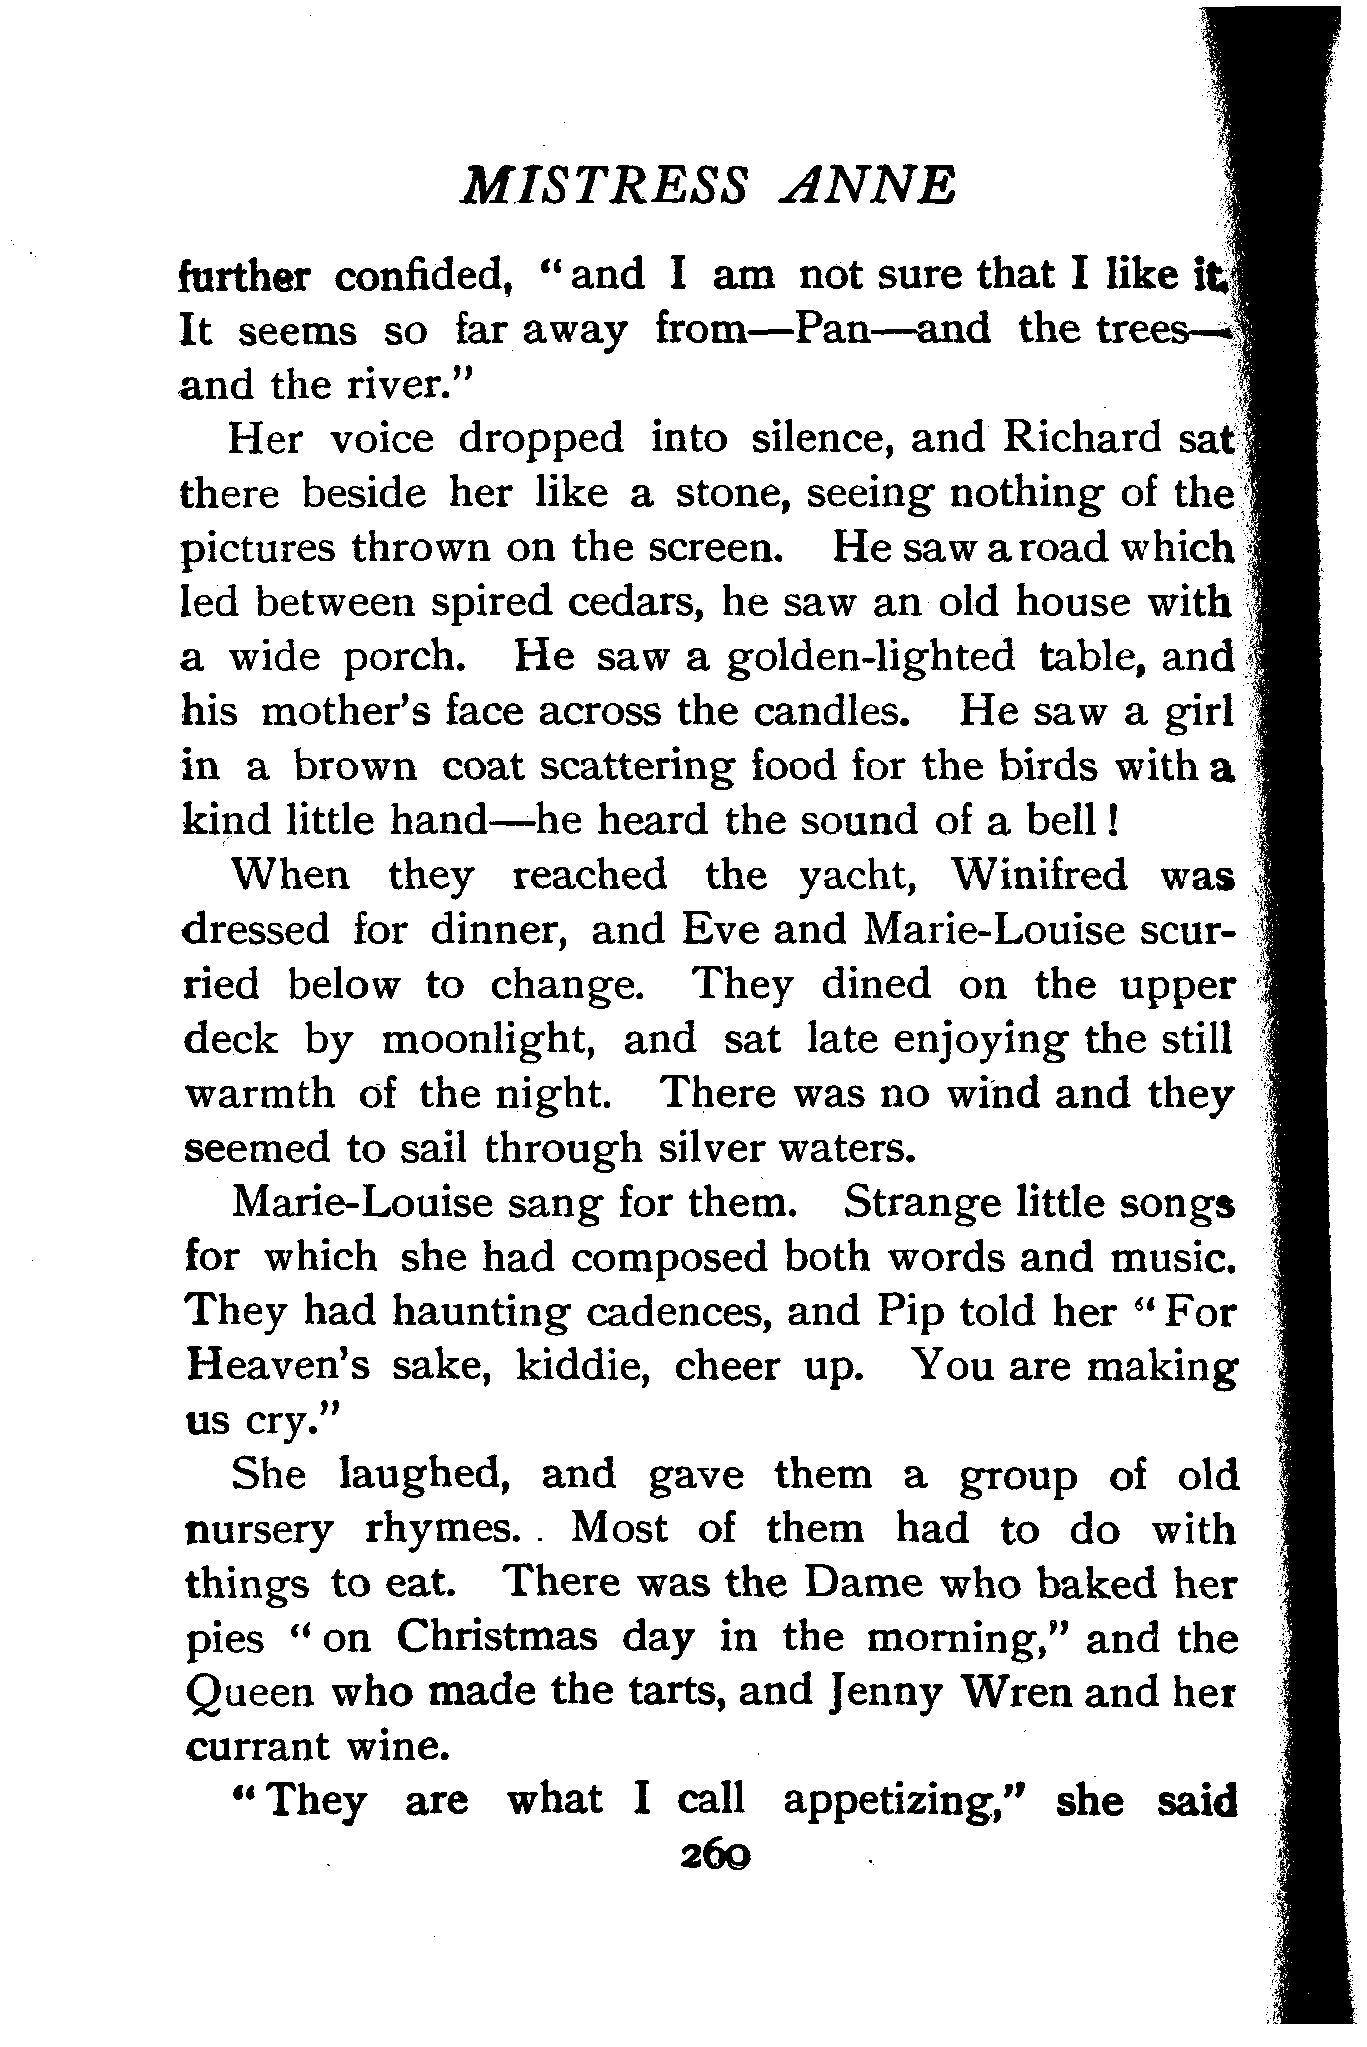 MISTRESS ANNE
further confided, “and I am not sure that I like it.
It seems so far away from—Pan—and the trees—
and the river.”
Her voice dropped into silence, and Richard sat
there beside her like a stone, seeing nothing of the
pictures thrown on the screen. He saw a road which
led between spired cedars, he saw an old house with
a wide porch. He saw a golden-lighted table, and
his mother’s face across the candles. He saw a girl
in a brown coat scattering food for the birds with a
kind little hand—he heard the sound of a bell!
When they reached the yacht, Winifred was
dressed for dinner, and Eve and Marie-Louise scur-
ried below to change. They dined on the upper
deck by moonlight, and sat late enjoying the still
warmth of the night. There was no wind and they
seemed to sail through silver waters.
Marie-Louise sang for them. Strange little songs
for which she had composed both words and music.
They had haunting cadences, and Pip told her “For
Heaven’s sake, kiddie, cheer up. You are making
us cry.”
She laughed, and gave them a group of old
nursery rhymes. Most of them had to do with
things to eat. There was the Dame who baked her
pies “on Christmas day in the morning,” and the
Queen who made the tarts, and Jenny Wren and her
currant wine.
“They are what I call appetizing,” she said
260